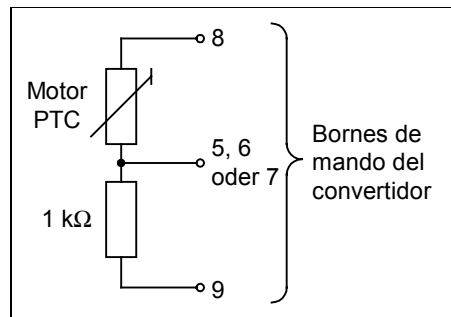 8
Motor
PTC
5, 6
oder 7
Bornes de
mando del
convertidor
1 kΩ
9